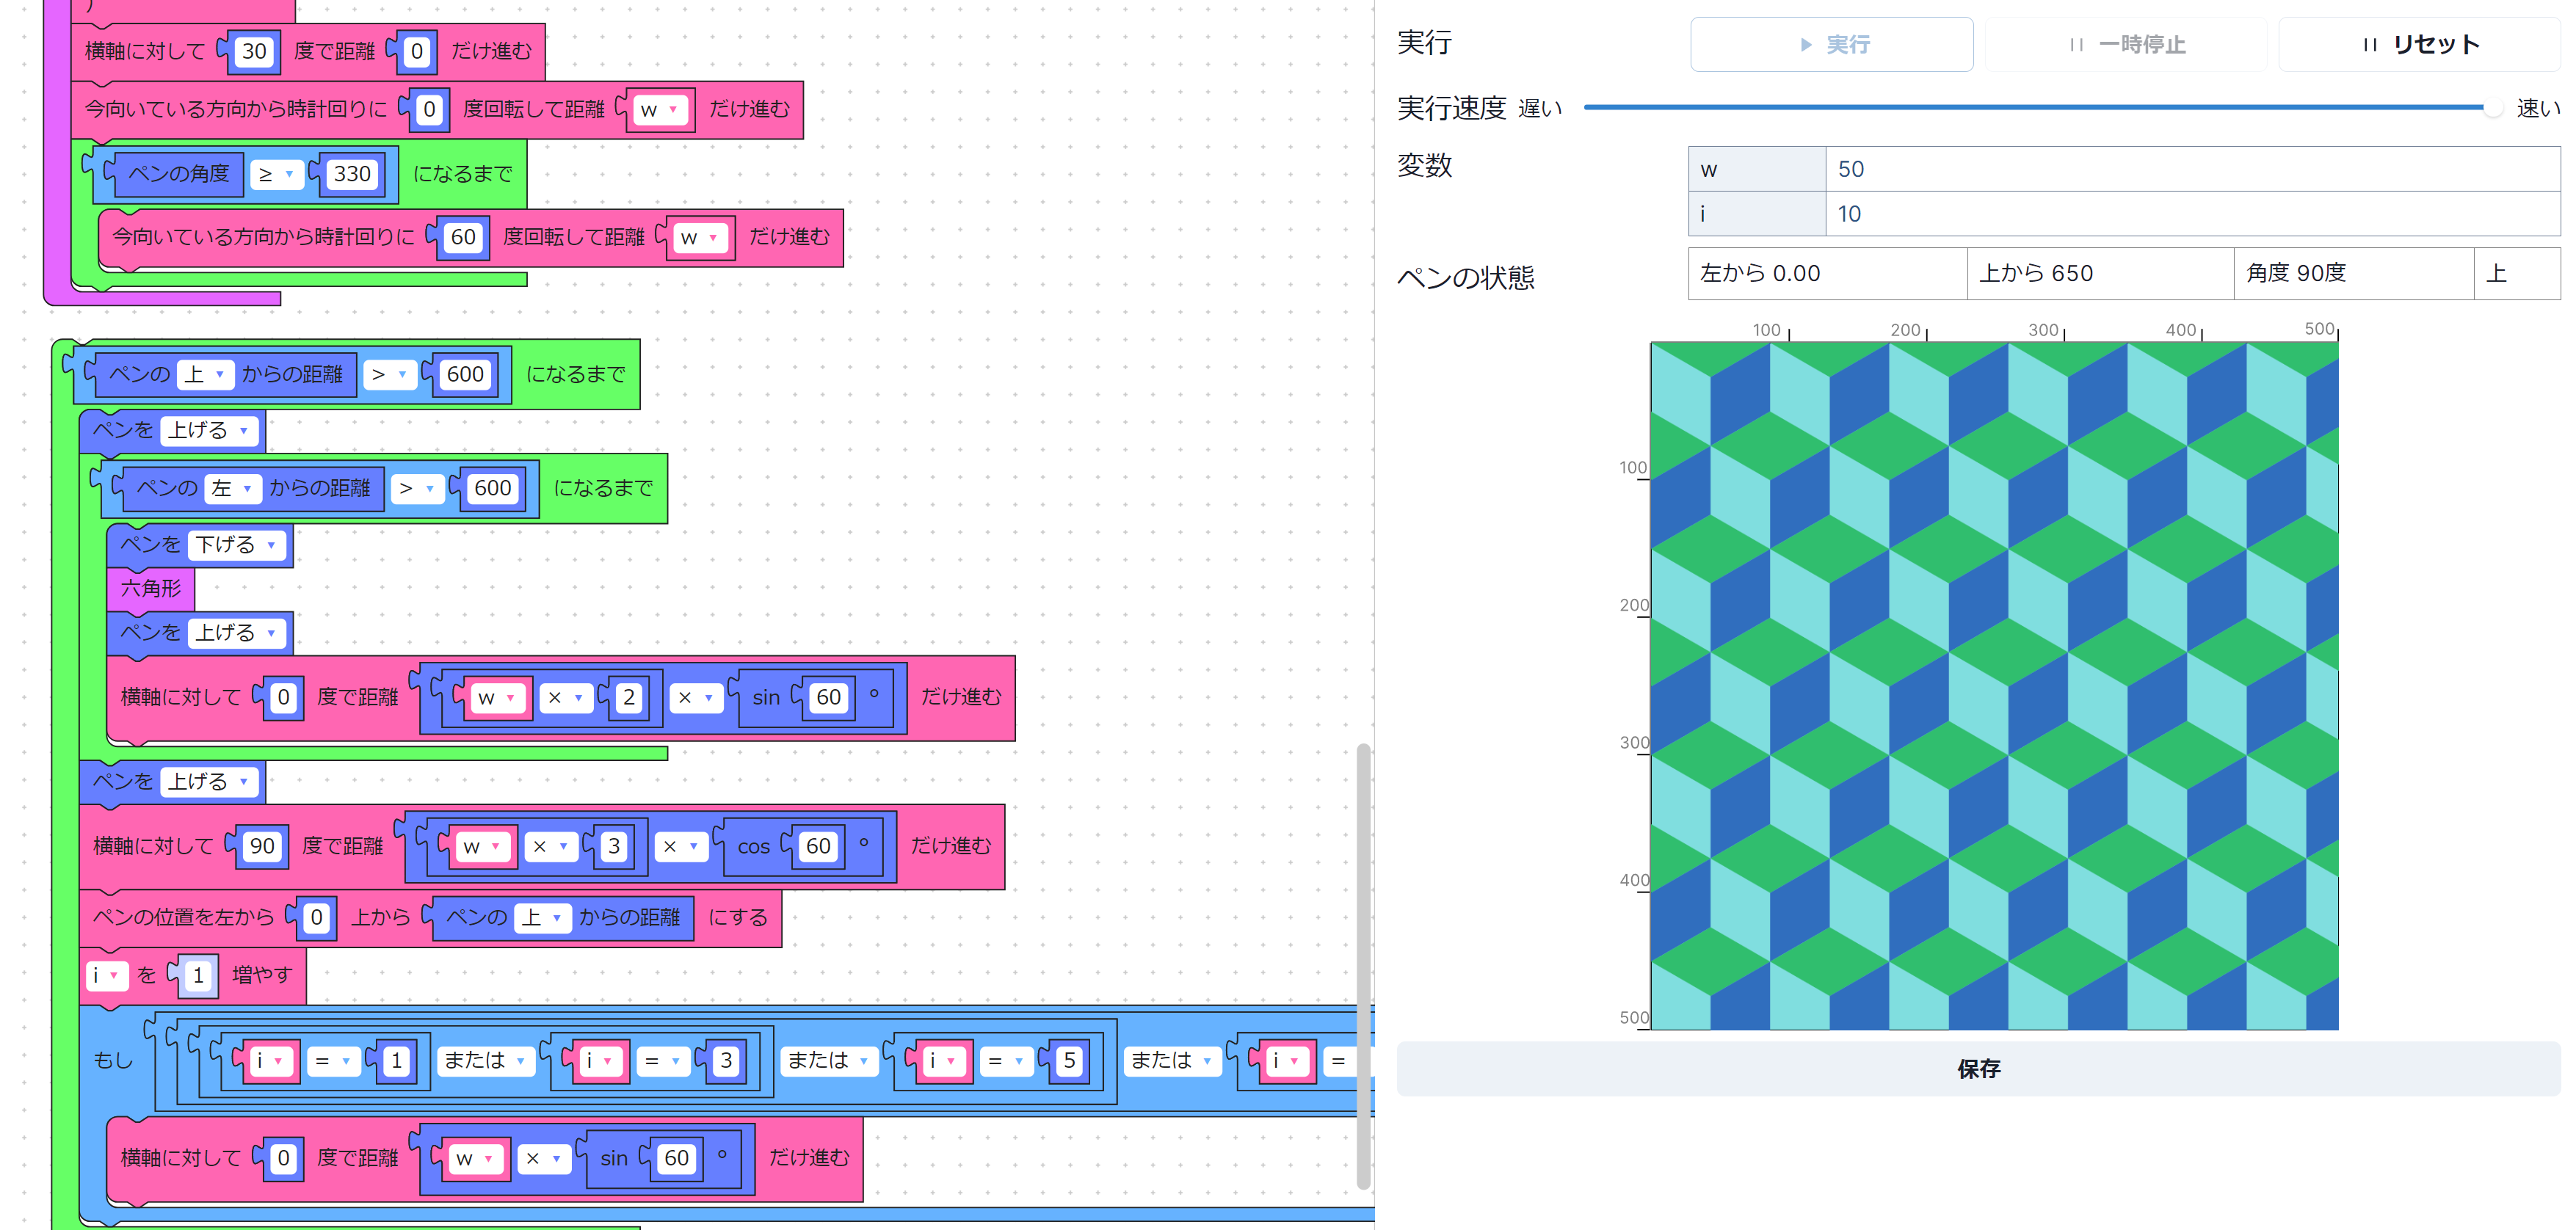 )
横軸に対して 30 度で距離 0 だけ進む
今向いている方向から時計回りに 0 度回転して距離 w だけ進む
ペンの角度 ≥ 330 になるまで
今向いている方向から時計回りに 60 度回転して距離 w だけ進む
ペンの 上 からの距離 > 600 になるまで
ペンを 上げる
ペンの 左 からの距離 > 600 になるまで
ペンを 下げる
六角形
ペンを 上げる
横軸に対して 0 度で距離 w × 2 × sin 60 ° だけ進む
ペンを 上げる
横軸に対して 90 度で距離 w × 3 × cos 60 ° だけ進む
ペンの位置を左から 0 上から ペンの 上 からの距離 にする
i を 1 増やす
もし i = 1 または i = 3 または i = 5 または i =
横軸に対して 0 度で距離 w × sin 60 ° だけ進む
実行 実行 一時停止 リセット
実行速度 遅い 速い
変数 w 50
i 10
ペンの状態 左から 0.00 上から 650 角度 90度 上
100 200 300 400 500
100
200
300
400
500
保存